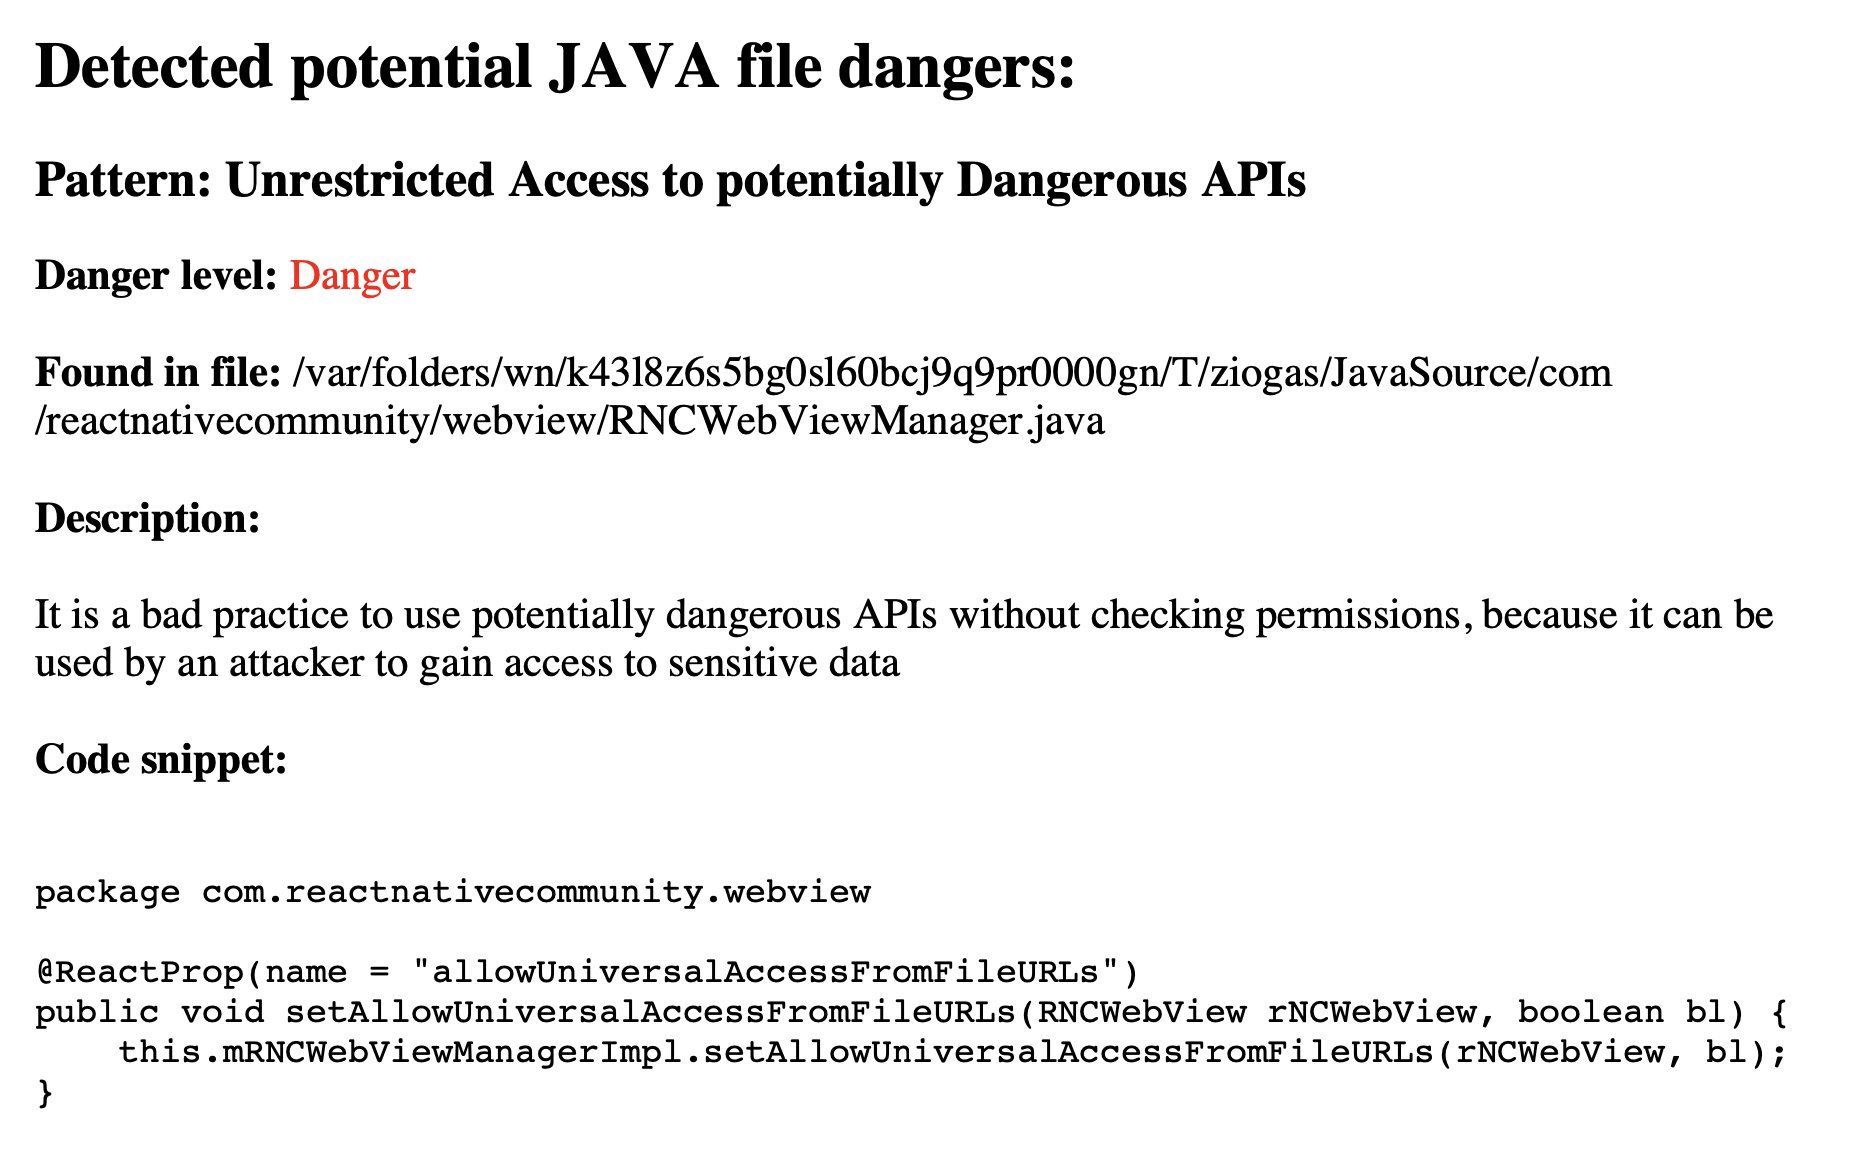 Detected potential JAVA file dangers:
Pattern: Unrestricted Access to potentially Dangerous APIs
Danger level: Danger
Found in file: /var/folders/wn/k43l8z6s5bg0sl60bcj9q9pr0000gn/T/ziogas/JavaSource/com
/reactnativecommunity/webview/RNCWebViewManager.java
Description:
It is a bad practice to use potentially dangerous APIs without checking permissions, because it can be
used by an attacker to gain access to sensitive data
Code snippet:
package com.reactnativecommunity.webview
@ReactProp(name = "allowUniversalAccessFromFileURLs")
public void setAllowUniversalAccessFromFileURLs(RNCWebView rNCWebView, boolean bl) {
    this.mRNCWebViewManagerImpl.setAllowUniversalAccessFromFileURLs(rNCWebView, bl);
}